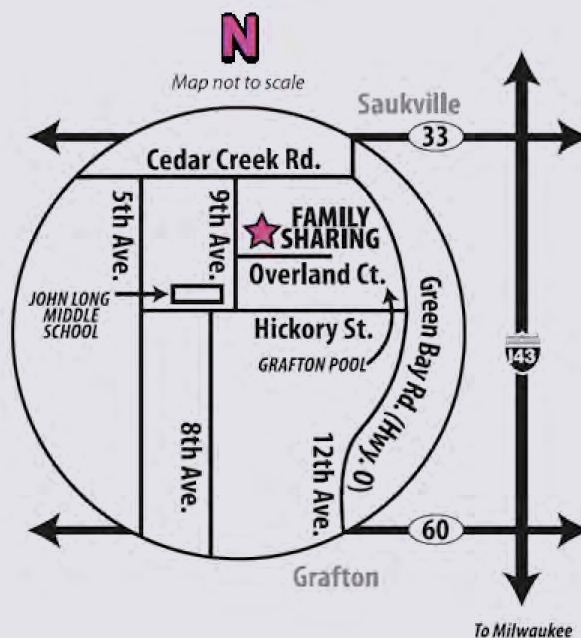 N
Map not to scale
Saukville
33
Cedar Creek Rd.
5th Ave.
9th Ave.
FAMILY
SHARING
Overland Ct.
JOHN LONG
MIDDLE
SCHOOL
Hickory St.
GRAFTON POOL
Green Bay Rd. (Hwy. O)
I43
8th Ave.
12th Ave.
60
Grafton
To Milwaukee